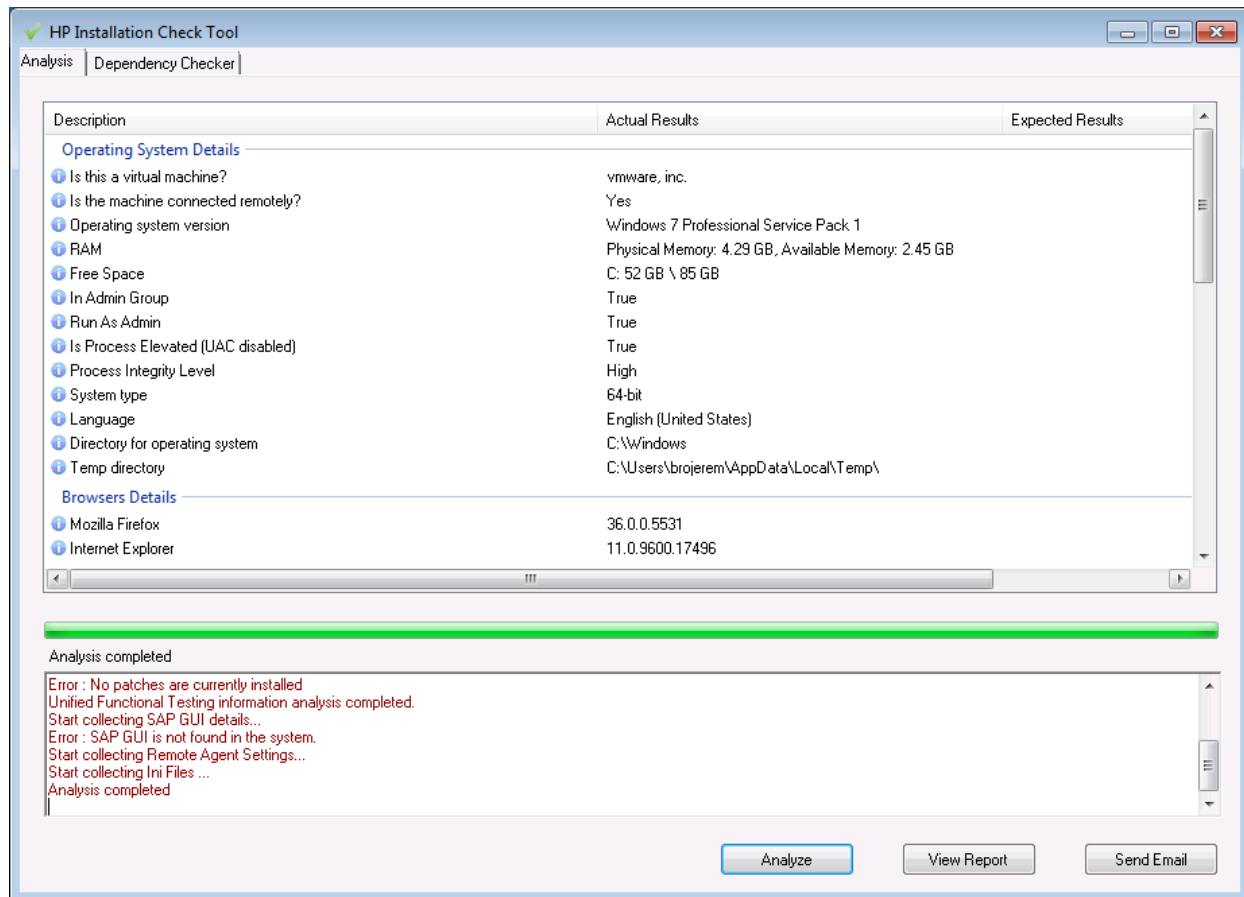 HP Installation Check Tool
Analysis Dependency Checker
Description Actual Results Expected Results
Operating System Details
Is this a virtual machine? vmware, inc.
Is the machine connected remotely? Yes
Operating system version Windows 7 Professional Service Pack 1
RAM Physical Memory: 4.29 GB, Available Memory: 2.45 GB
Free Space C: 52 GB \ 85 GB
In Admin Group True
Run As Admin True
Is Process Elevated (UAC disabled) True
Process Integrity Level High
System type 64-bit
Language English (United States)
Directory for operating system C:\Windows
Temp directory C:\Users\brojerem\AppData\Local\Temp\
Browsers Details
Mozilla Firefox 36.0.0.5531
Internet Explorer 11.0.9600.17496
Analysis completed
Error : No patches are currently installed
Unified Functional Testing information analysis completed.
Start collecting SAP GUI details...
Error : SAP GUI is not found in the system.
Start collecting Remote Agent Settings...
Start collecting Ini Files ...
Analysis completed
Analyze View Report Send Email